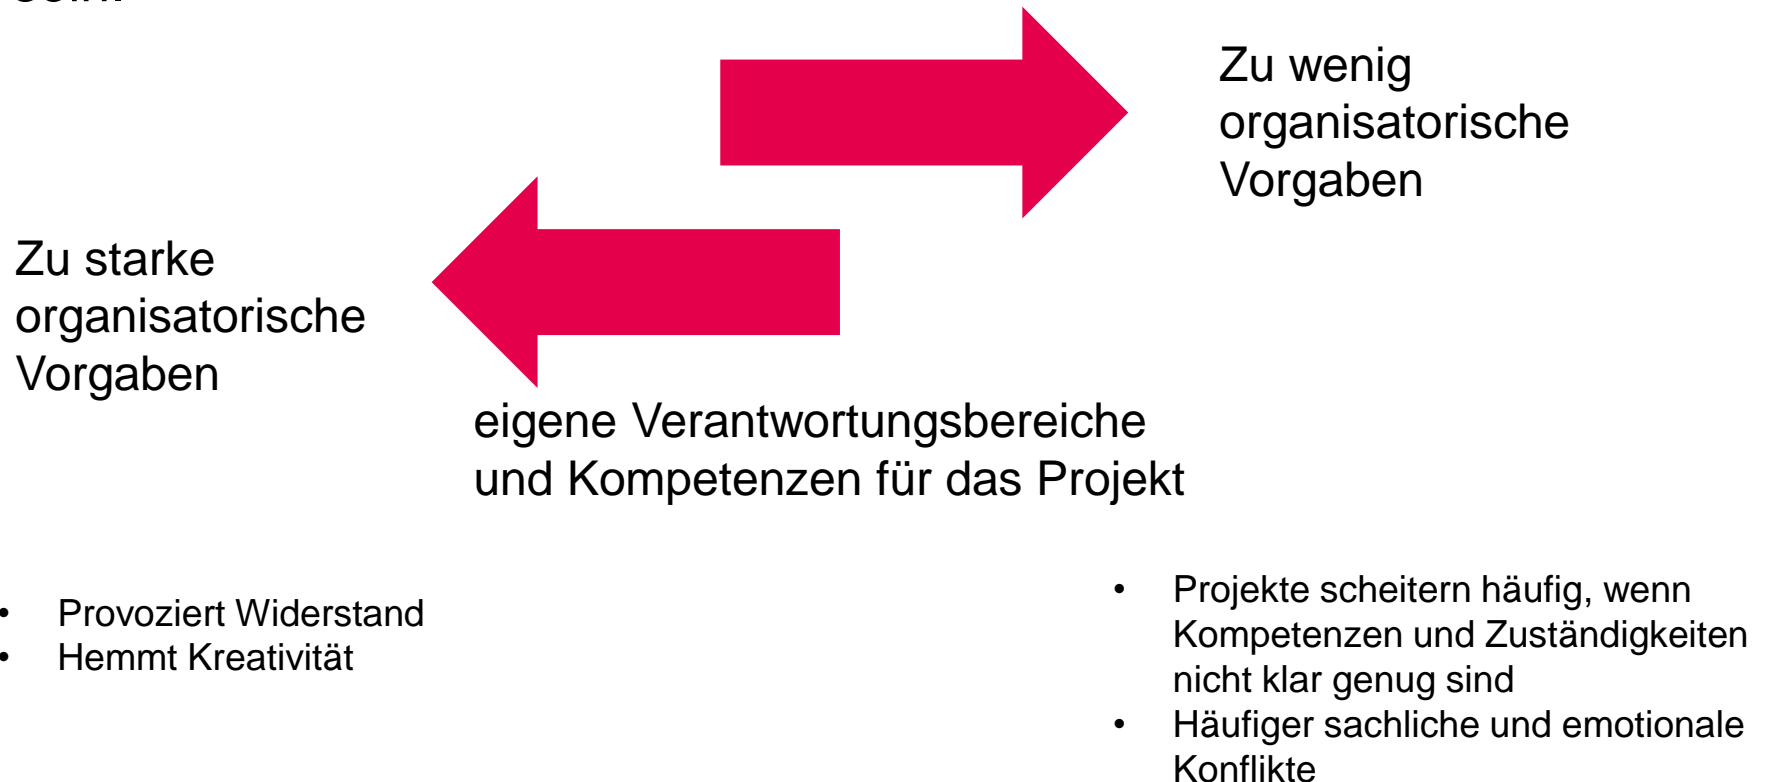 Zu wenig
organisatorische
Vorgaben
Zu starke
organisatorische
Vorgaben
eigene Verantwortungsbereiche
und Kompetenzen für das Projekt
• Provoziert Widerstand
• Hemmt Kreativität
• Projekte scheitern häufig, wenn
Kompetenzen und Zuständigkeiten
nicht klar genug sind
• Häufiger sachliche und emotionale
Konflikte